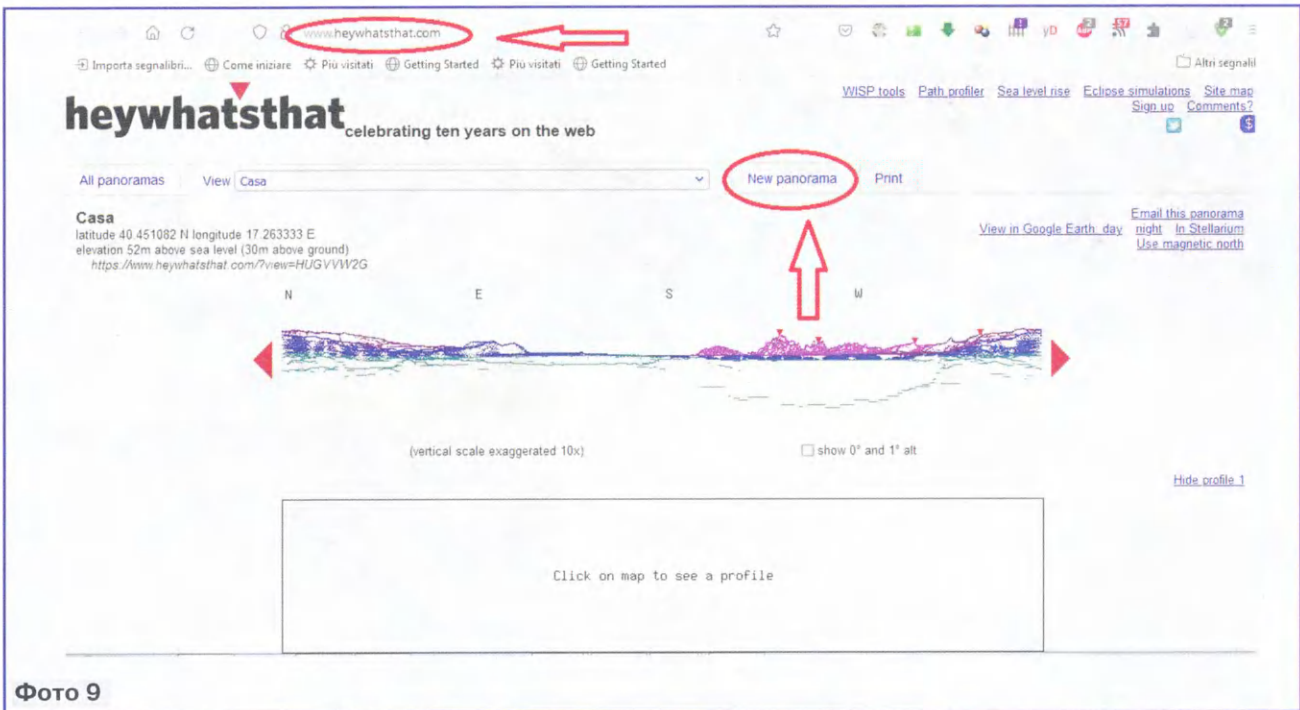 www.heywhatsthat.com
Importa segnalibri... Come iniziare Più visitati Getting Started Più visitati Getting Started Altri segnalil
WISP tools Path profiler Sea level rise Eclipse simulations Site map
Sign up Comments?
heywhatsthat celebrating ten years on the web
All panoramas View Casa New panorama Print
Casa
latitude 40.451082 N longitude 17.263333 E
elevation 52m above sea level (30m above ground)
https://www.heywhatsthat.com/?view=HUGVVW2G
Email this panorama
View in Google Earth: day night In Stellarium
Use magnetic north
N E S W
(vertical scale exaggerated 10x) show 0° and 1° alt
Hide profile 1
Click on map to see a profile
Фото 9